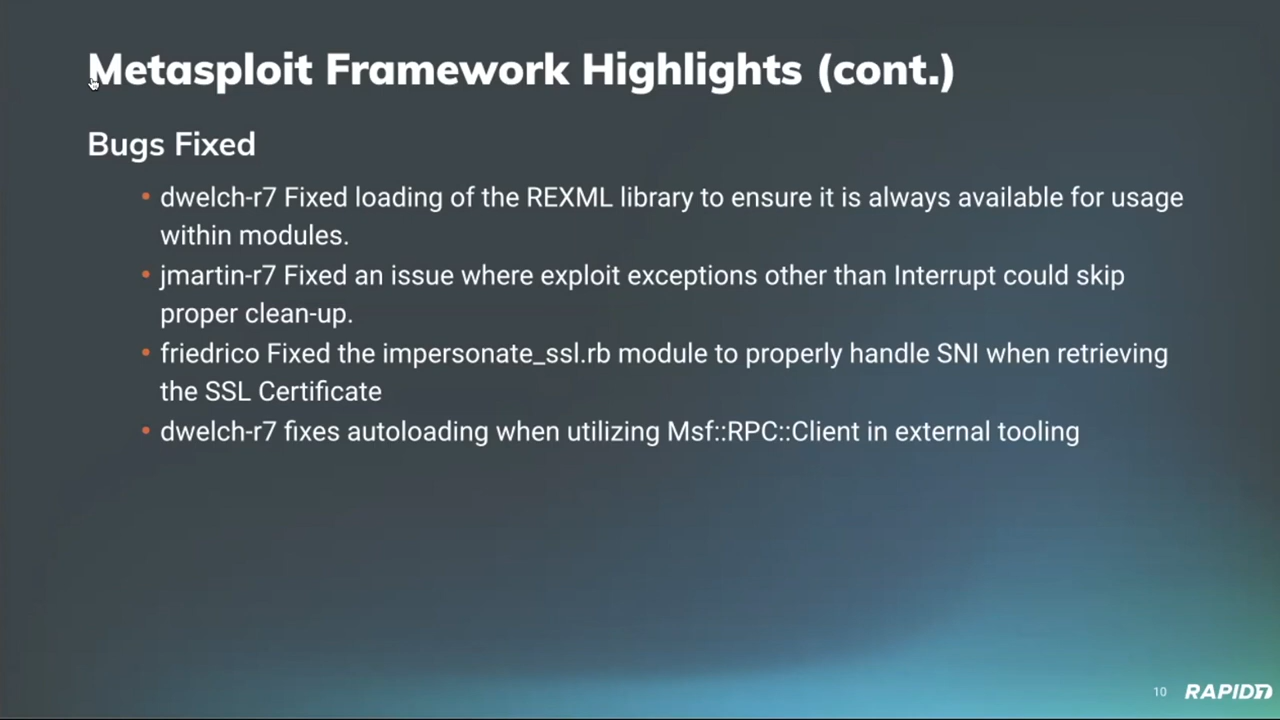 Metasploit Framework Highlights (cont.)
Bugs Fixed
• dwelch-r7 Fixed loading of the REXML library to ensure it is always available for usage
within modules.
• jmartin-r7 Fixed an issue where exploit exceptions other than Interrupt could skip
proper clean-up.
• friedrico Fixed the impersonate_ssl.rb module to properly handle SNI when retrieving
the SSL Certificate
• dwelch-r7 fixes autoloading when utilizing Msf::RPC::Client in external tooling
10 RAPID7